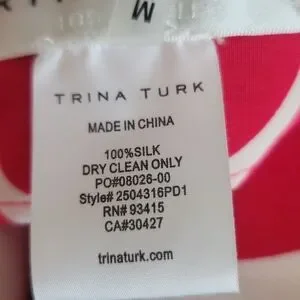 M
TRINA TURK
MADE IN CHINA
100%SILK
DRY CLEAN ONLY
PO#08026-00
Style# 2504316PD1
RN# 93415
CA#30427
trinaturk.com